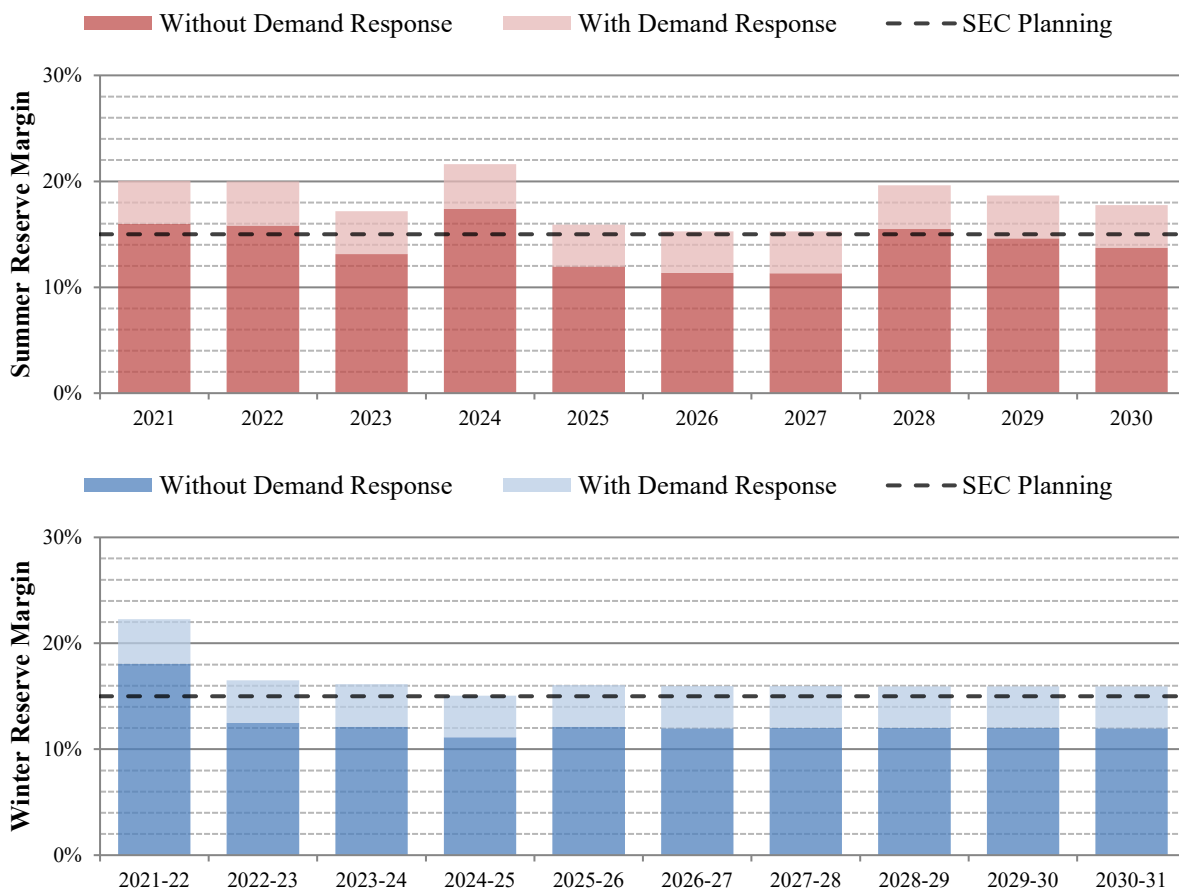 Without Demand Response With Demand Response SEC Planning
Summer Reserve Margin
30%
20%
10%
0%
2021 2022 2023 2024 2025 2026 2027 2028 2029 2030
Without Demand Response With Demand Response SEC Planning
Winter Reserve Margin
30%
20%
10%
0%
2021-22 2022-23 2023-24 2024-25 2025-26 2026-27 2027-28 2028-29 2029-30 2030-31